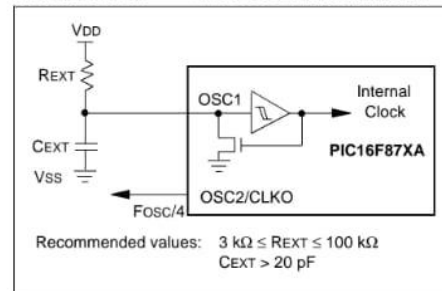 VDD
REXT
OSC1
Internal
Clock
CEXT
PIC16F87XA
VSS
OSC2/CLKO
FOSC/4
Recommended values: 3 kΩ ≤ REXT ≤ 100 kΩ
CEXT > 20 pF